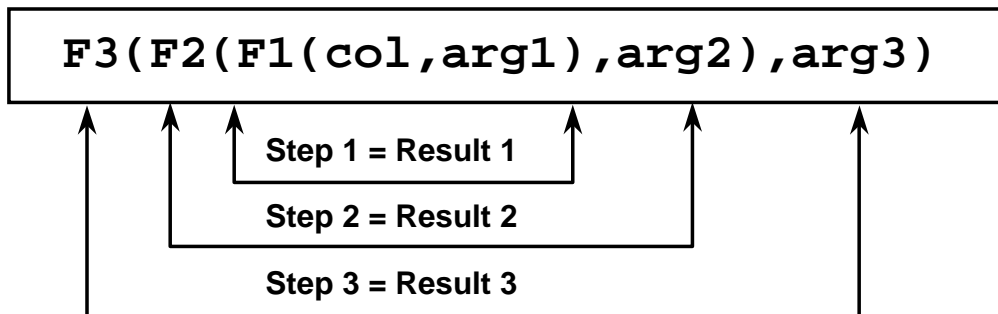 F3(F2(F1(col,arg1),arg2),arg3)
Step 1 = Result 1
Step 2 = Result 2
Step 3 = Result 3